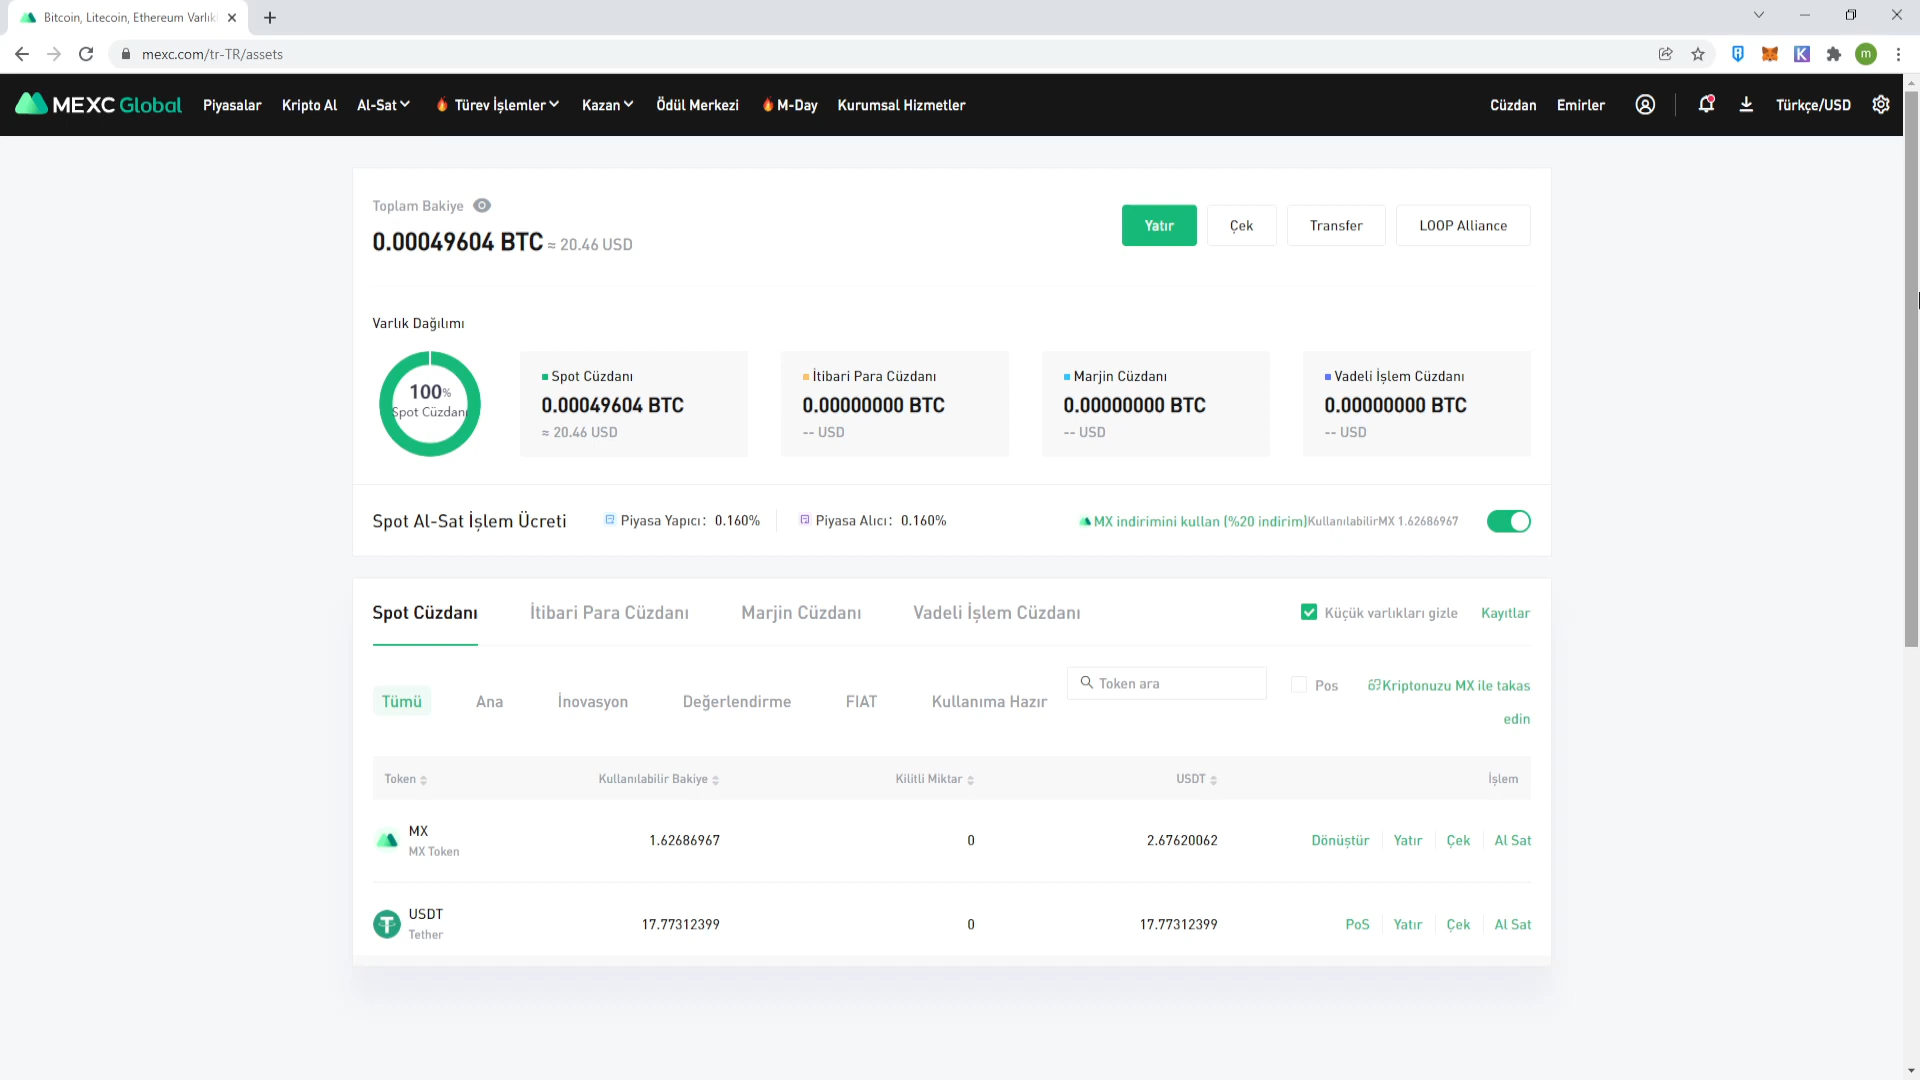 Bitcoin, Litecoin, Ethereum Varlık
mexc.com/tr-TR/assets
m
MEXC Global Piyasalar Kripto Al Al-Sat Türev İşlemler Kazan Ödül Merkezi M-Day Kurumsal Hizmetler Cüzdan Emirler Türkçe/USD
Toplam Bakiye
0.00049604 BTC ≈ 20.46 USD
Yatır Çek Transfer LOOP Alliance
Varlık Dağılımı
100%
Spot Cüzdanı
Spot Cüzdanı
0.00049604 BTC
≈ 20.46 USD
İtibari Para Cüzdanı
0.00000000 BTC
-- USD
Marjin Cüzdanı
0.00000000 BTC
-- USD
Vadeli İşlem Cüzdanı
0.00000000 BTC
-- USD
Spot Al-Sat İşlem Ücreti Piyasa Yapıcı: 0.160% Piyasa Alıcı: 0.160% MX indirimini kullan (%20 indirim)KullanılabilirMX 1.62686967
Spot Cüzdanı İtibari Para Cüzdanı Marjin Cüzdanı Vadeli İşlem Cüzdanı Küçük varlıkları gizle Kayıtlar
Tümü Ana İnovasyon Değerlendirme FIAT Kullanıma Hazır Token ara Pos Kriptonuzu MX ile takas
edin
Token Kullanılabilir Bakiye Kilitli Miktar USDT İşlem
MX
MX Token
1.62686967 0 2.67620062 Dönüştür Yatır Çek Al Sat
USDT
Tether
17.77312399 0 17.77312399 PoS Yatır Çek Al Sat